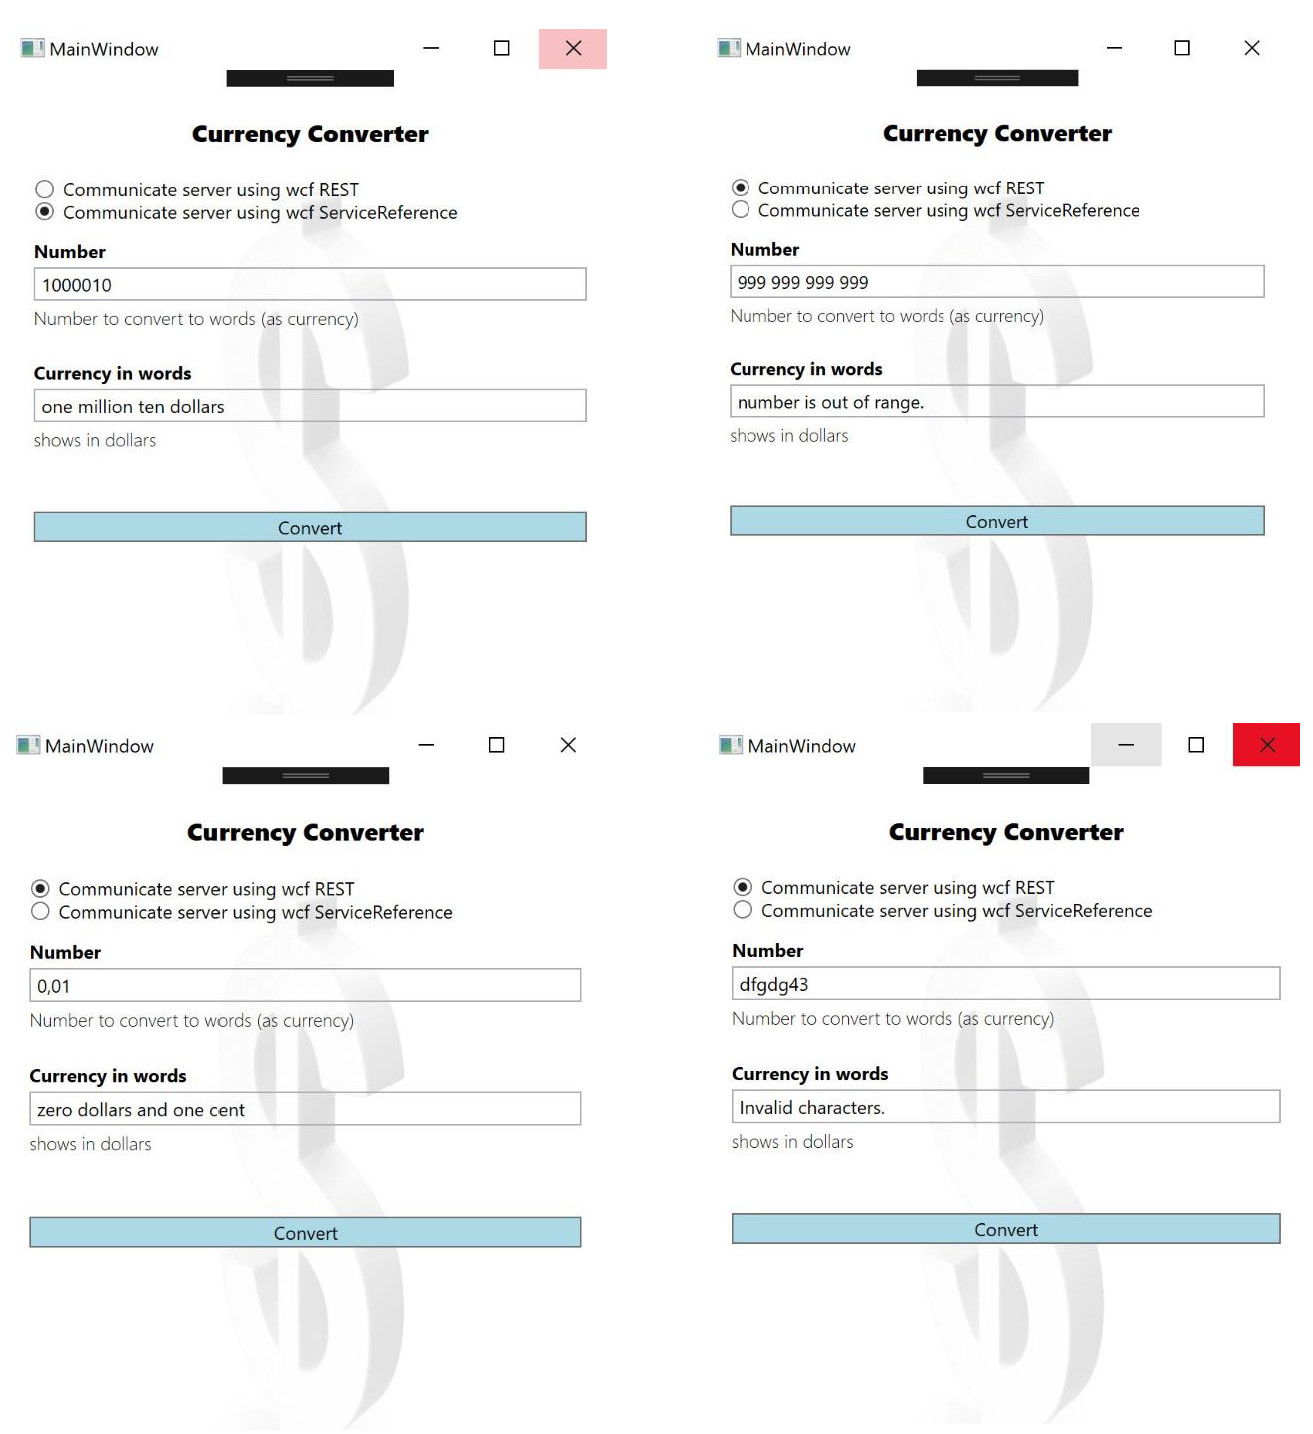 MainWindow
Currency Converter
Communicate server using wcf REST
Communicate server using wcf ServiceReference
Number
1000010
Number to convert to words (as currency)
Currency in words
one million ten dollars
shows in dollars
Convert
MainWindow
Currency Converter
Communicate server using wcf REST
Communicate server using wcf ServiceReference
Number
999 999 999 999
Number to convert to words (as currency)
Currency in words
number is out of range.
shows in dollars
Convert
MainWindow
Currency Converter
Communicate server using wcf REST
Communicate server using wcf ServiceReference
Number
0,01
Number to convert to words (as currency)
Currency in words
zero dollars and one cent
shows in dollars
Convert
MainWindow
Currency Converter
Communicate server using wcf REST
Communicate server using wcf ServiceReference
Number
dfgdg43
Number to convert to words (as currency)
Currency in words
Invalid characters.
shows in dollars
Convert